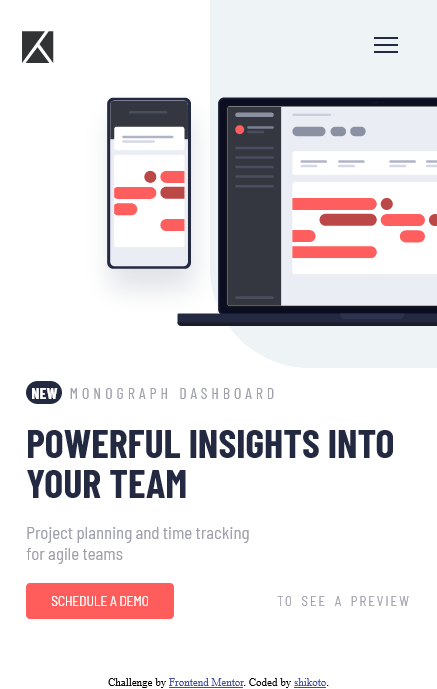 NEW MONOGRAPH DASHBOARD
POWERFUL INSIGHTS INTO
YOUR TEAM
Project planning and time tracking
for agile teams
SCHEDULE A DEMO TO SEE A PREVIEW
Challenge by Frontend Mentor. Coded by shikoto.